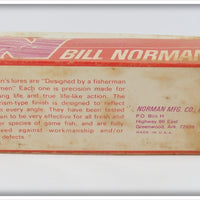 BILL NORMAN
n's lures are "Designed by a fisherman
men". Each one is precision made for
ng life and true life-like action. The
rism-type finish is designed to reflect
every angle. They have been tested
n to be very effective for all fresh and
species of game fish, and are fully
eed against workmanship and/or
defects.
NORMAN MFG. CO.,
P.O. Box H
Highway 96 East
Greenwood, Ark
MADE IN U.S.A.